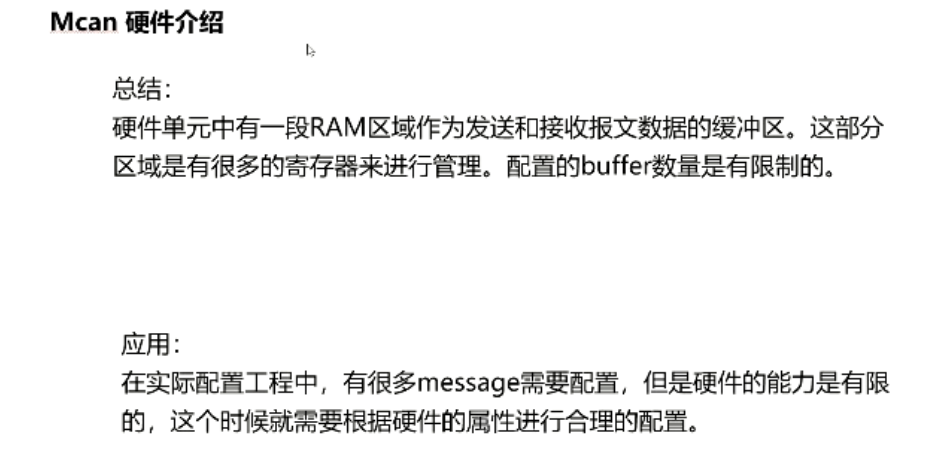 Mcan 硬件介绍
总结：
硬件单元中有一段RAM区域作为发送和接收报文数据的缓冲区。这部分
区域是有很多的寄存器来进行管理。配置的buffer数量是有限制的。
应用：
在实际配置工程中，有很多message需要配置，但是硬件的能力是有限
的，这个时候就需要根据硬件的属性进行合理的配置。